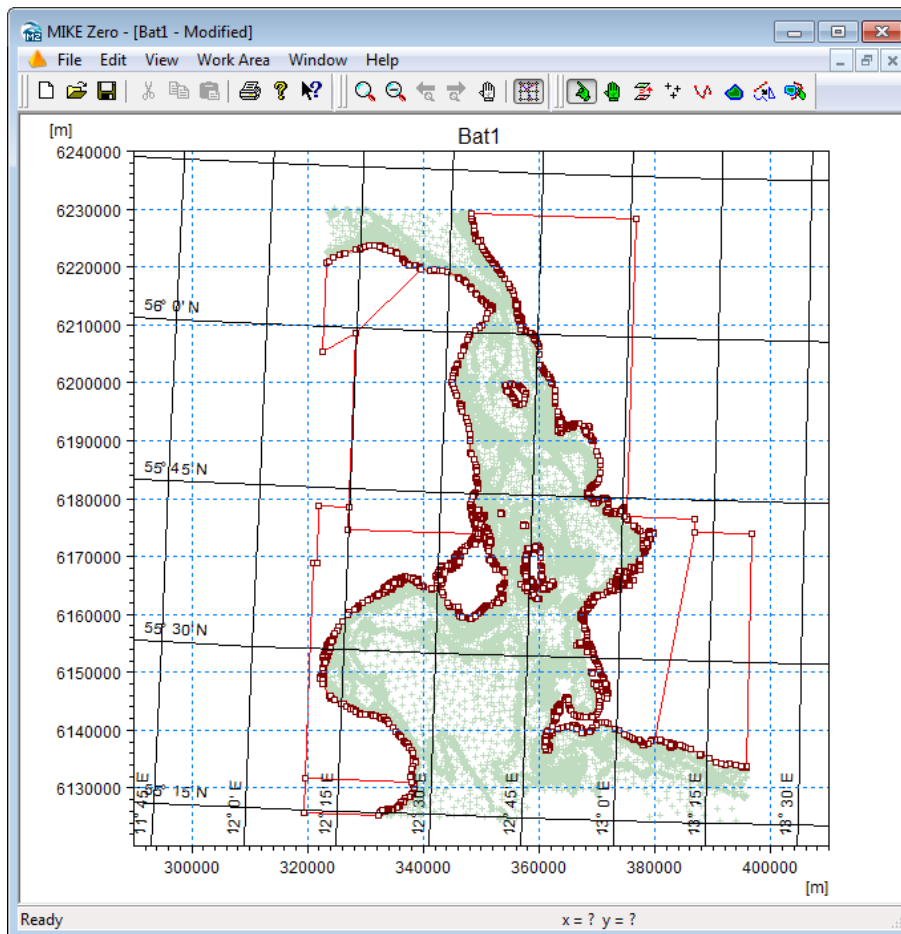 MIKE Zero - [Bat1 - Modified]
File Edit View Work Area Window Help
[m]
Bat1
6240000
6230000
6220000
56° 0' N
6210000
6200000
6190000
55° 45' N
6180000
6170000
6160000
55° 30' N
6150000
6140000
6130000
55° 15' N
11° 45' E
12° 0' E
12° 15' E
12° 30' E
12° 45' E
13° 0' E
13° 15' E
13° 30' E
300000 320000 340000 360000 380000 400000
[m]
Ready x = ? y = ?